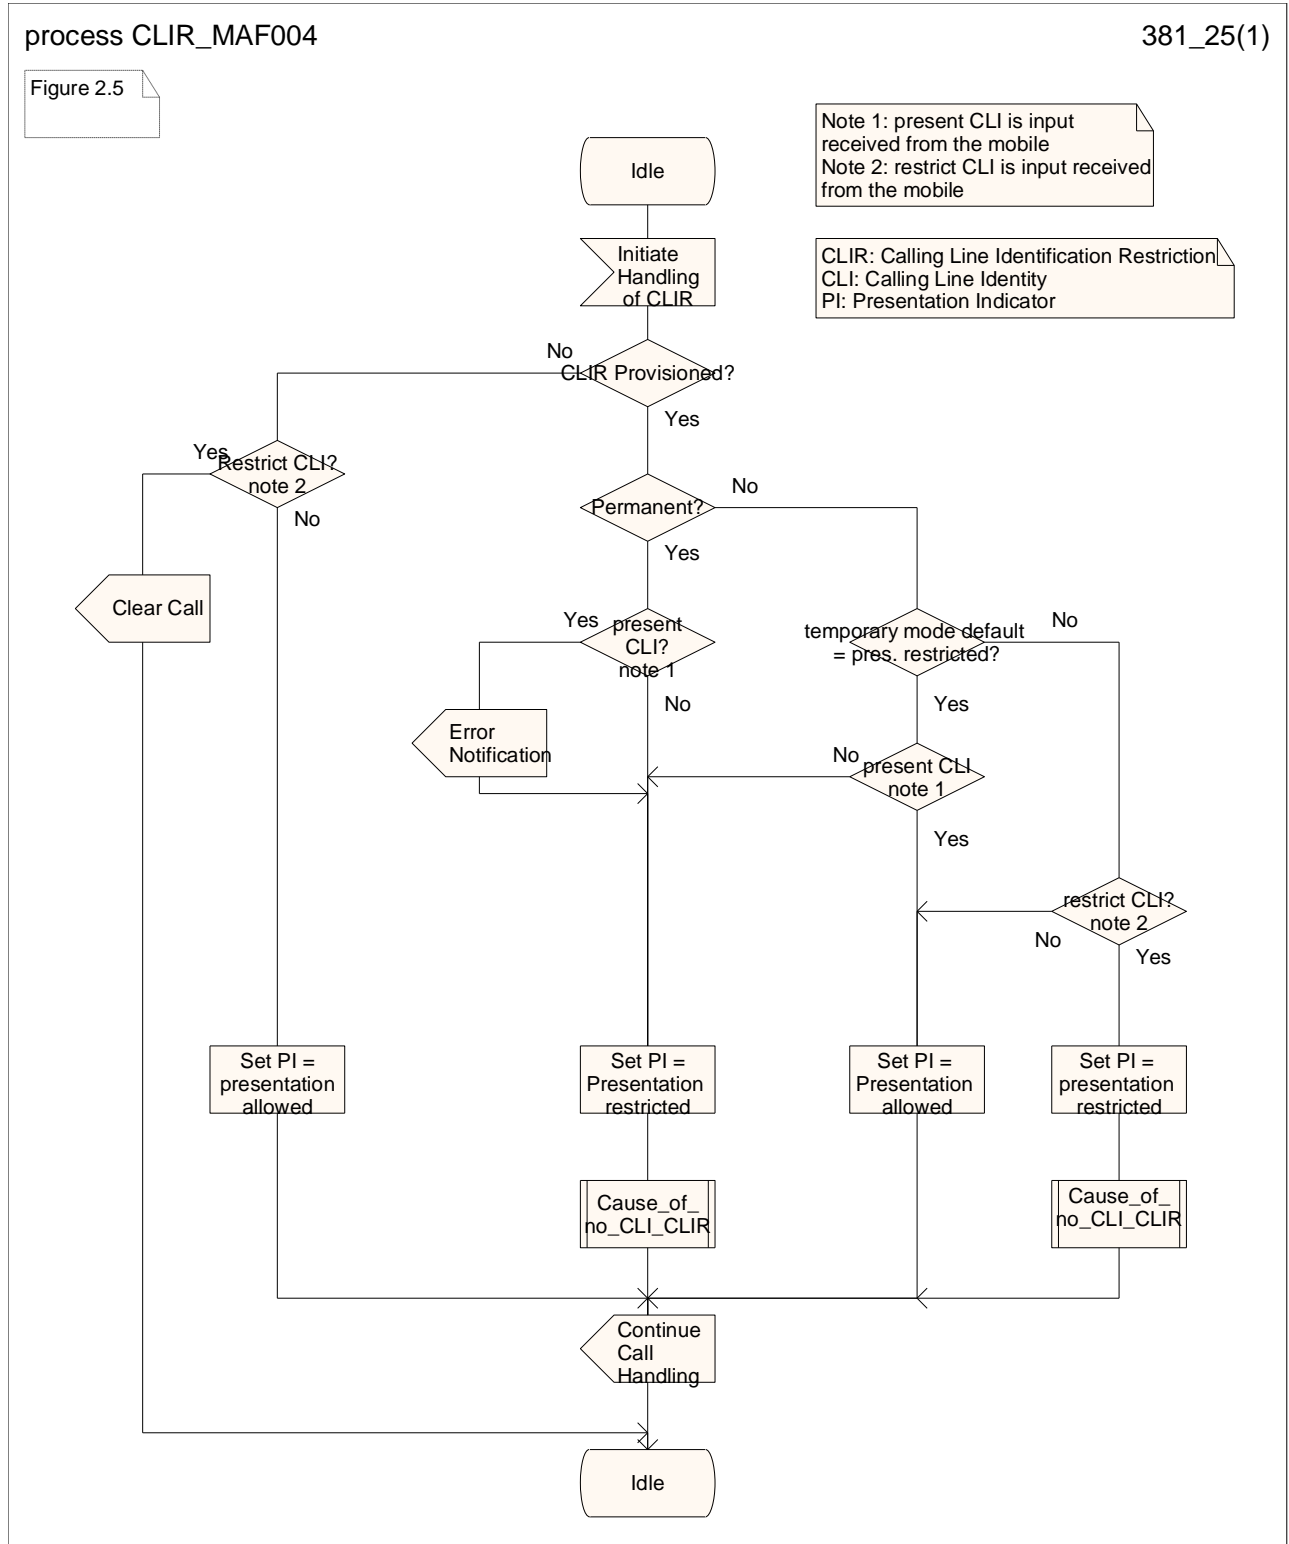 process CLIR_MAF004
381_25(1)
Figure 2.5
Note 1: present CLI is input
received from the mobile
Note 2: restrict CLI is input received
from the mobile
Idle
Initiate
Handling
of CLIR
CLIR: Calling Line Identification Restriction
CLI: Calling Line Identity
PI: Presentation Indicator
No
CLIR Provisioned?
Yes
Yes
Restrict CLI?
note 2
No
Permanent?
No
Yes
Clear Call
Yes
present
CLI?
note 1
No
temporary mode default
= pres. restricted?
No
Yes
Error
Notification
No
present CLI
note 1
Yes
restrict CLI?
note 2
No
Yes
Set PI =
presentation
allowed
Set PI =
Presentation
restricted
Set PI =
Presentation
allowed
Set PI =
presentation
restricted
Cause_of_
no_CLI_CLIR
Cause_of_
no_CLI_CLIR
Continue
Call
Handling
Idle